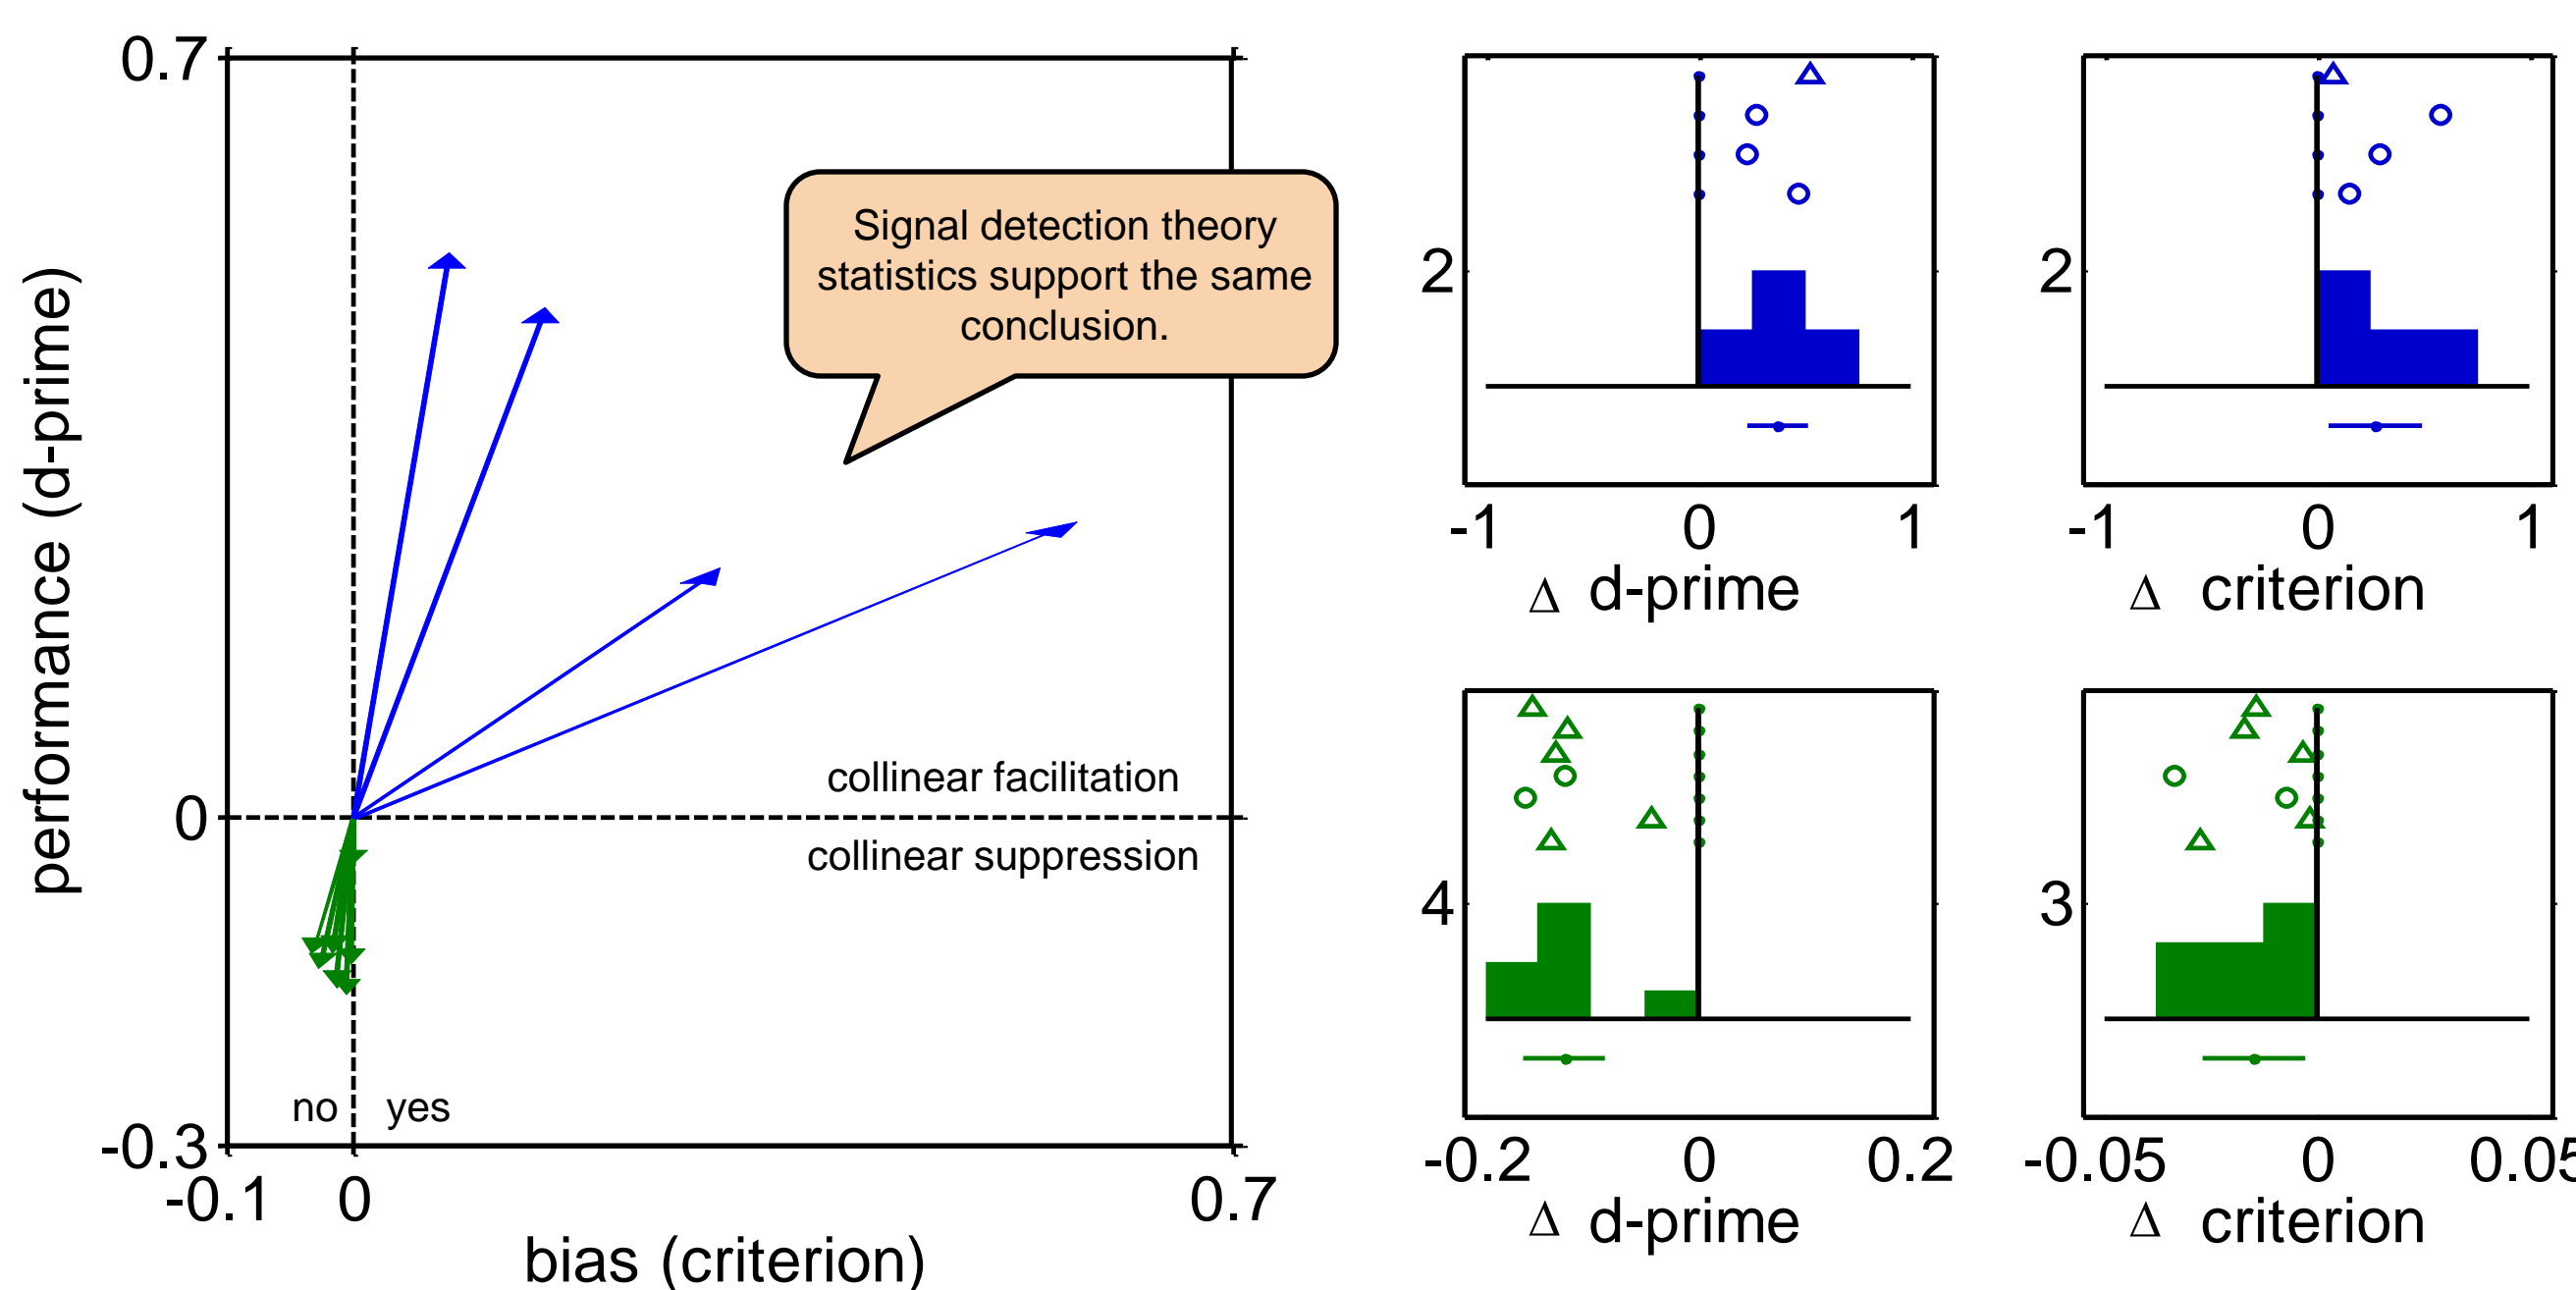 0.7
performance (d-prime)
Signal detection theory
statistics support the same
conclusion.
collinear facilitation
0
collinear suppression
no yes
-0.3
-0.1 0 0.7
bias (criterion)
2
-1 0 1
Δ d-prime
2
-1 0 1
Δ criterion
4
-0.2 0 0.2
Δ d-prime
3
-0.05 0 0.05
Δ criterion